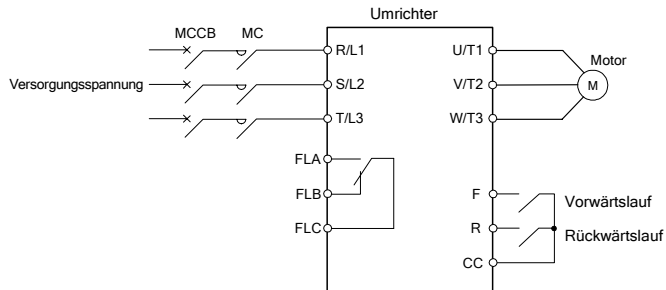 Umrichter
MCCB MC
R/L1 U/T1
Motor
Versorgungsspannung S/L2 V/T2 M
T/L3 W/T3
FLA
FLB F Vorwärtslauf
FLC R Rückwärtslauf
CC